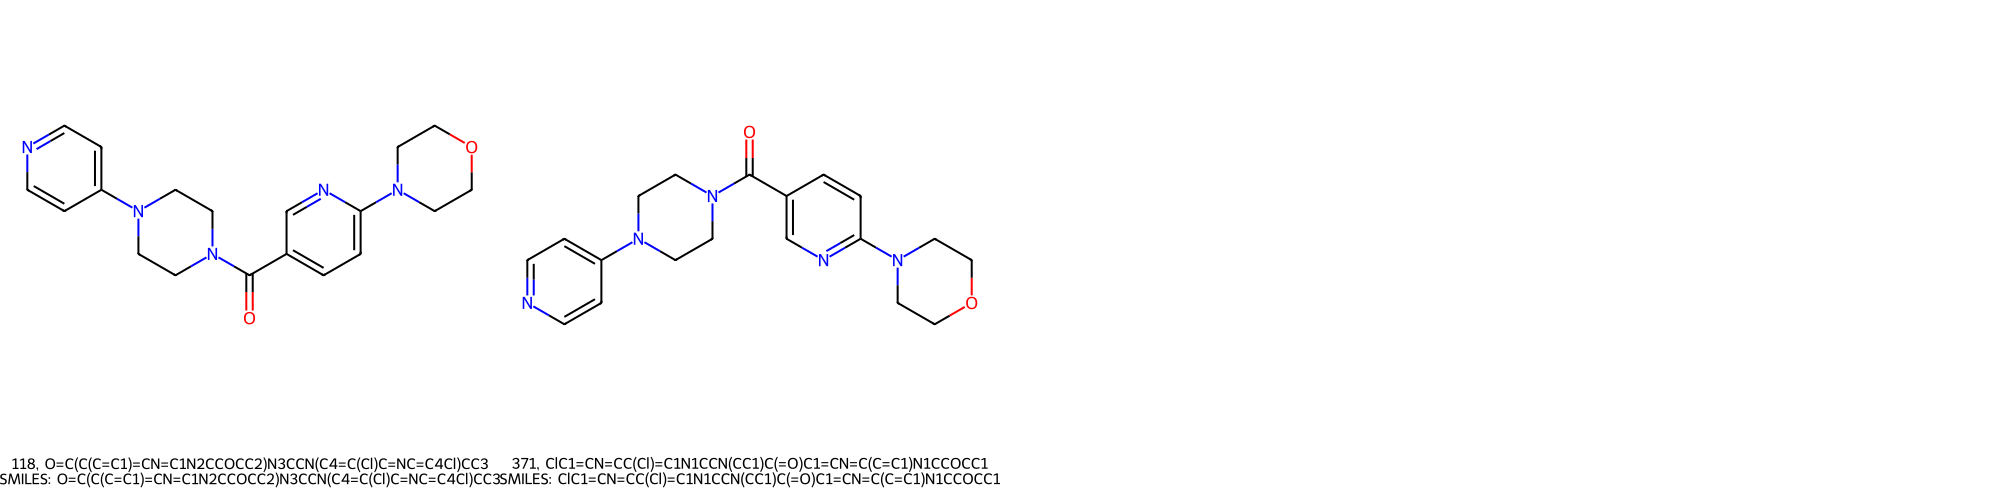 N
N
N
O
N
N
O
O
N
N
N
N
N
O
118, O=C(C(C=C1)=CN=C1N2CCOCC2)N3CCN(C4=C(Cl)C=NC=C4Cl)CC3
SMILES: O=C(C(C=C1)=CN=C1N2CCOCC2)N3CCN(C4=C(Cl)C=NC=C4Cl)CC3
371, ClC1=CN=CC(Cl)=C1N1CCN(CC1)C(=O)C1=CN=C(C=C1)N1CCOCC1
SMILES: ClC1=CN=CC(Cl)=C1N1CCN(CC1)C(=O)C1=CN=C(C=C1)N1CCOCC1